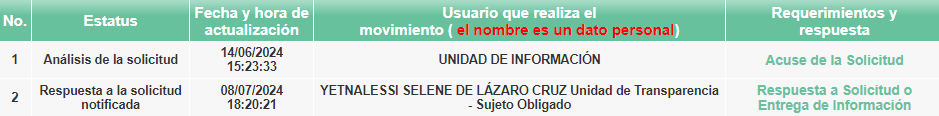 No. Estatus Fecha y hora de actualización Usuario que realiza el movimiento ( el nombre es un dato personal) Requerimientos y respuesta
1 Análisis de la solicitud 14/06/2024 15:23:33 UNIDAD DE INFORMACIÓN Acuse de la Solicitud
2 Respuesta a la solicitud notificada 08/07/2024 18:20:21 YETNALESSI SELENE DE LÁZARO CRUZ Unidad de Transparencia - Sujeto Obligado Respuesta a Solicitud o Entrega de Información